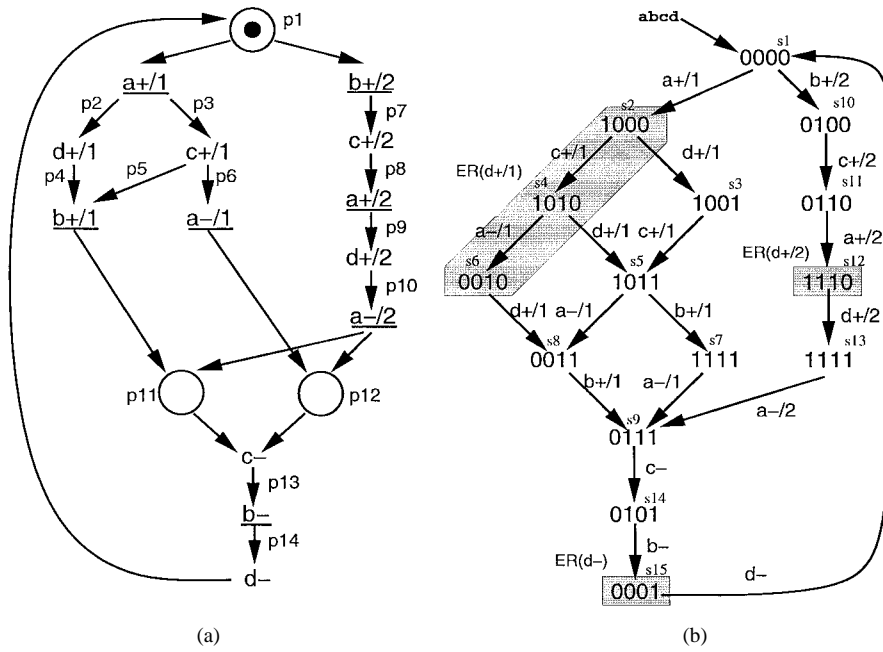 p1
a+/1
b+/2
p2
p3
p7
d+/1
c+/1
c+/2
p4
p5
p6
p8
b+/1
a−/1
a+/2
p9
d+/2
p10
a−/2
p11
p12
c−
p13
b−
p14
d−
(a)
abcd
s1
0000
a+/1
b+/2
s2
1000
s10
0100
c+/1
d+/1
c+/2
ER(d+/1)
s4
1010
s3
1001
s11
0110
a−/1
d+/1
c+/1
a+/2
s6
0010
s5
1011
ER(d+/2)
s12
1110
d+/1
a−/1
b+/1
d+/2
s8
0011
s7
1111
s13
1111
b+/1
a−/1
a−/2
s9
0111
c−
s14
0101
b−
ER(d−)
s15
0001
d−
(b)